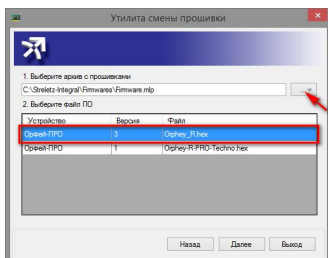 Утилита смены прошивки
1. Выберите архив с прошивками
C:\Streletz-Integral\Firmwares\Firmware.mlp
...
2. Выберите файл ПО
Устройство Версия Файл
Орфей-ПРО 3 Orphey_R.hex
Орфей-ПРО 1 Orphey-R-PRO-Techno.hex
Назад Далее Выход